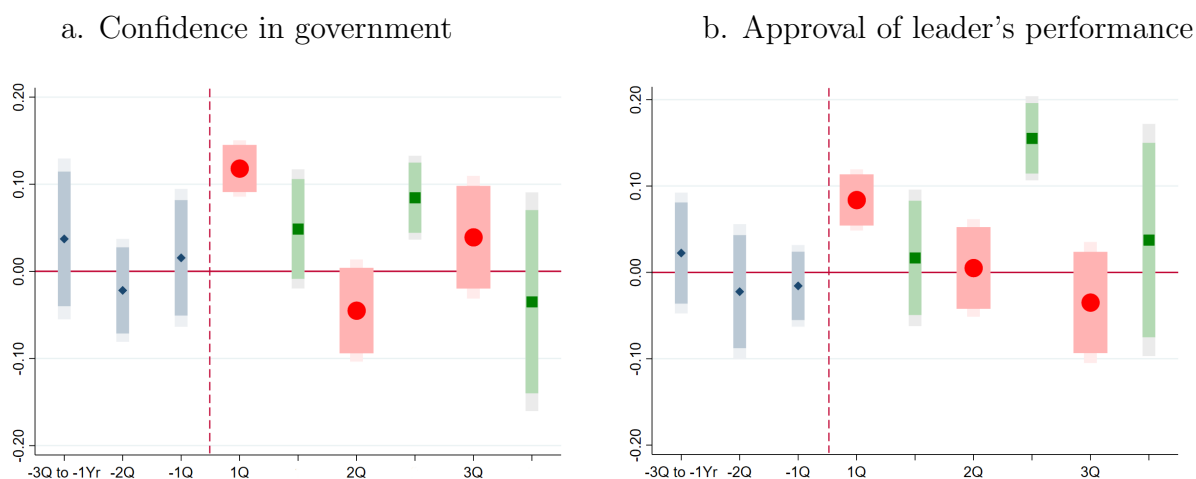 a. Confidence in government
0.20
0.10
0.00
-0.10
-0.20
-3Q to -1Yr -2Q -1Q 1Q 2Q 3Q
b. Approval of leader's performance
0.20
0.10
0.00
-0.10
-0.20
-3Q to -1Yr -2Q -1Q 1Q 2Q 3Q